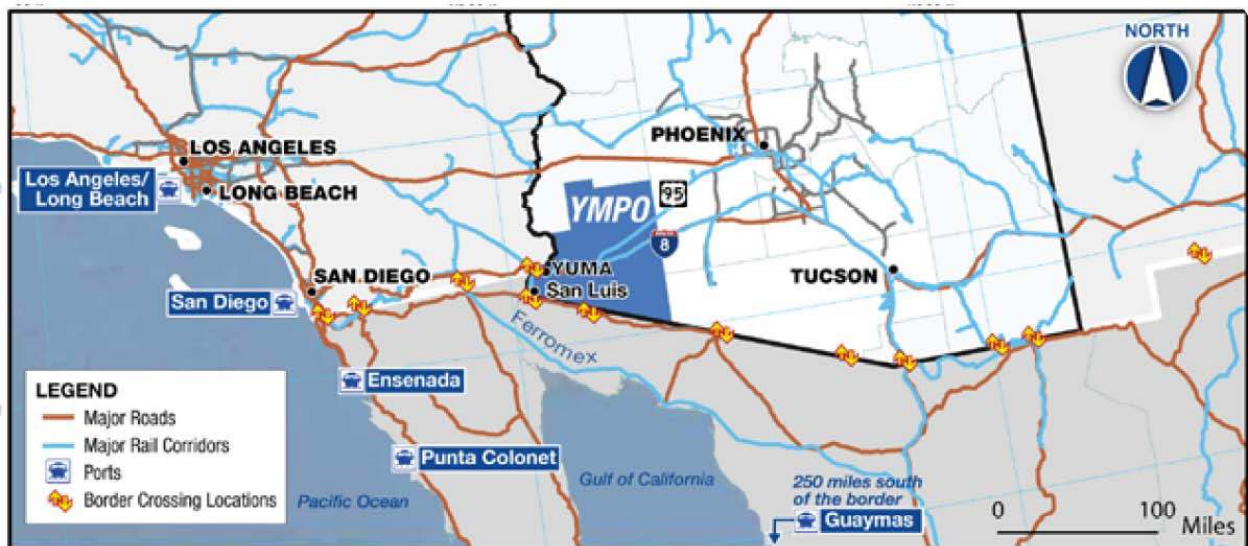 NORTH
PHOENIX
LOS ANGELES
Los Angeles/
Long Beach
LONG BEACH
YMPO
95
8
YUMA
San Luis
SAN DIEGO
San Diego
TUCSON
Ferromex
Ensenada
Punta Colonet
LEGEND
Major Roads
Major Rail Corridors
Ports
Border Crossing Locations
Pacific Ocean
Gulf of California
250 miles south
of the border
Guaymas
0 100 Miles